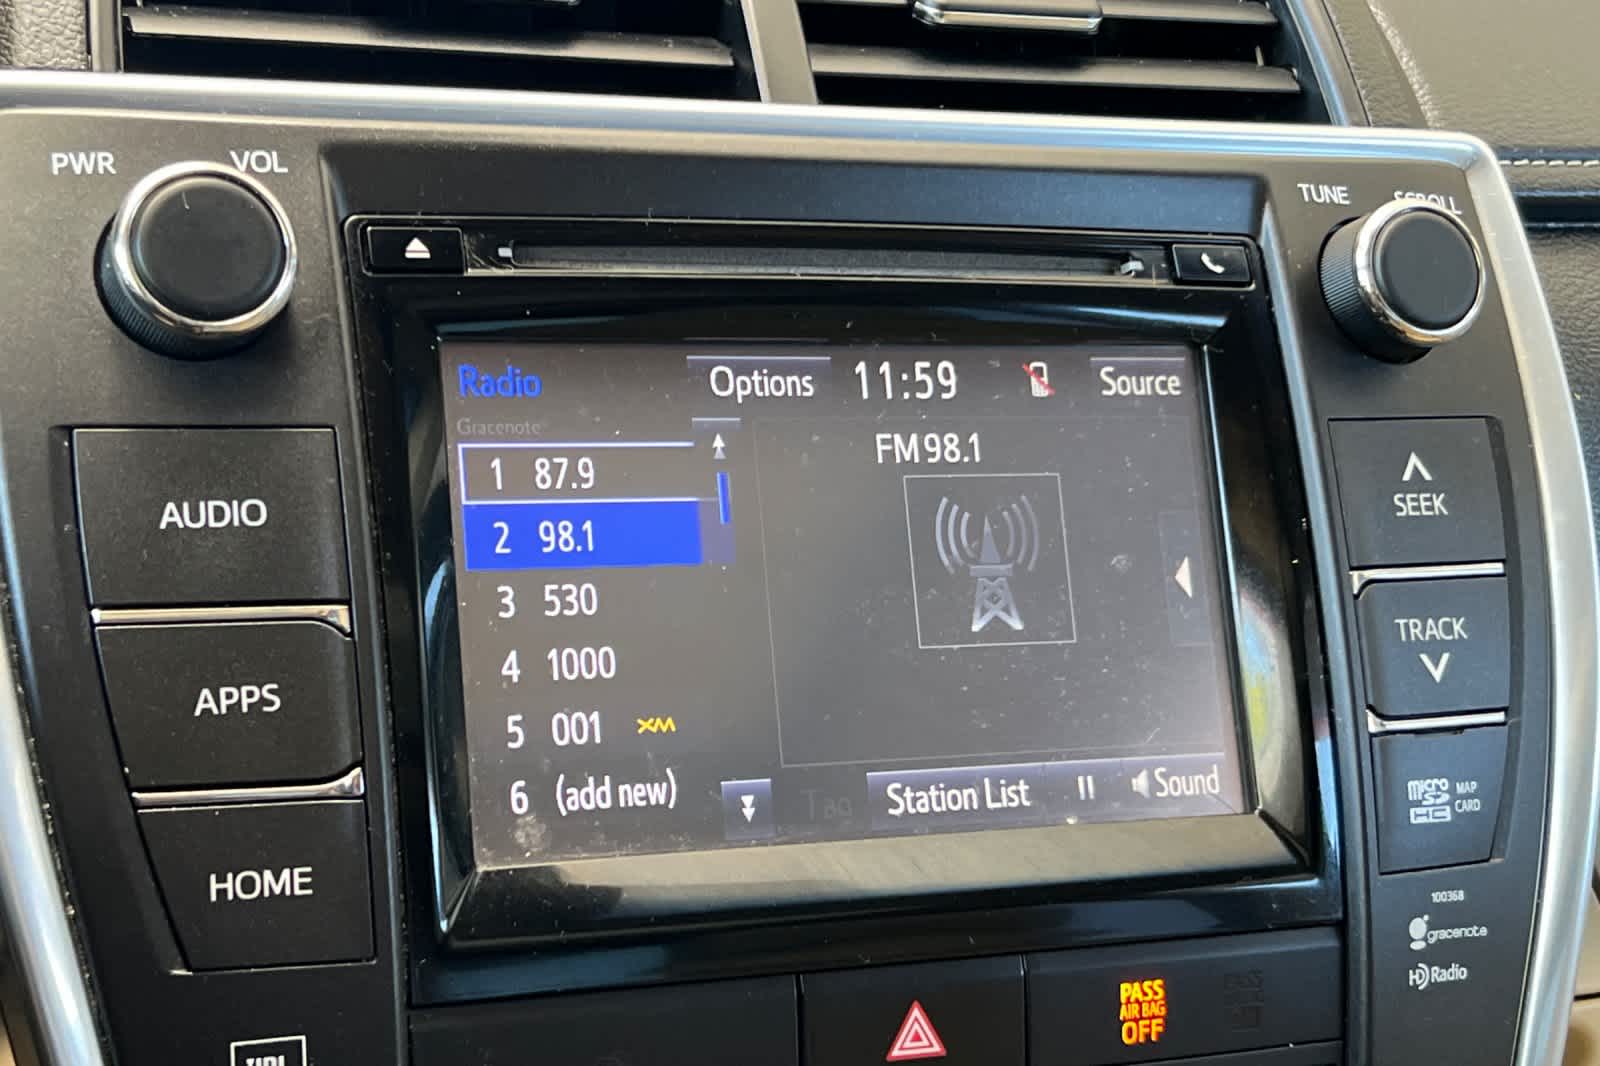 PWR
VOL
TUNE
SCROLL
Radio
Options
11:59
Source
Gracenote
FM 98.1
1 87.9
2 98.1
3 530
4 1000
5 001 XM
6 (add new)
Tag
Station List
Sound
AUDIO
APPS
HOME
SEEK
TRACK
micro SD HC MAP CARD
100368
gracenote
HD Radio
PASS
AIR BAG
OFF
JBL